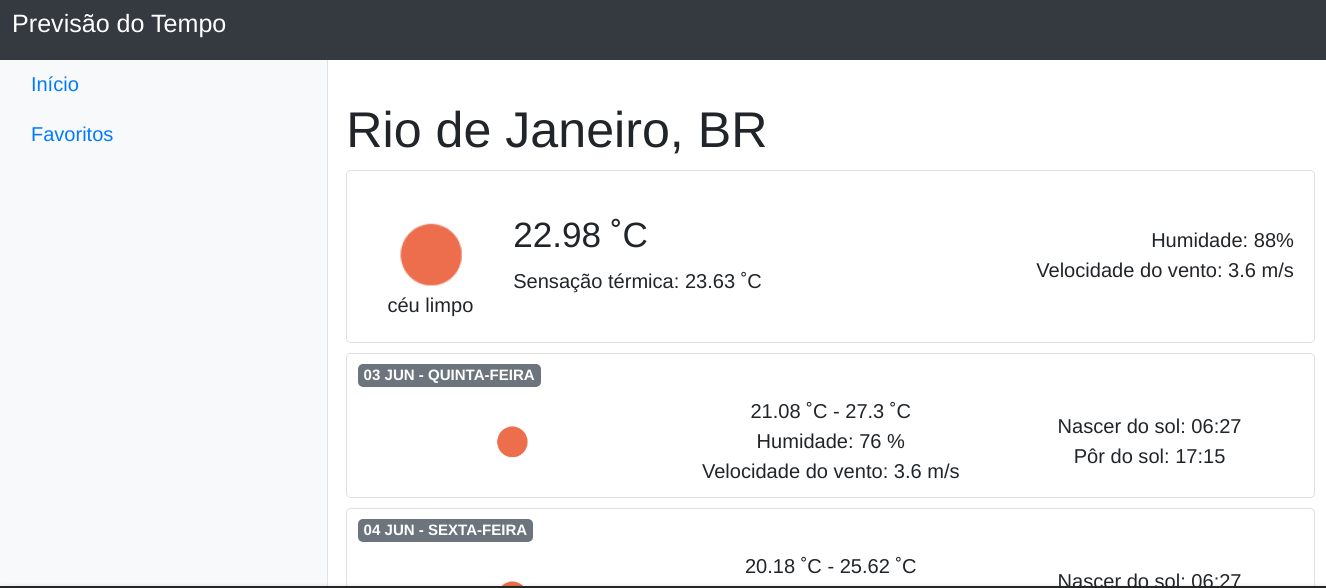 Previsão do Tempo
Início
Favoritos
Rio de Janeiro, BR
22.98 ˚C
Sensação térmica: 23.63 ˚C
céu limpo
Humidade: 88%
Velocidade do vento: 3.6 m/s
03 JUN - QUINTA-FEIRA
21.08 ˚C - 27.3 ˚C
Humidade: 76 %
Velocidade do vento: 3.6 m/s
Nascer do sol: 06:27
Pôr do sol: 17:15
04 JUN - SEXTA-FEIRA
20.18 ˚C - 25.62 ˚C
Nascer do sol: 06:27